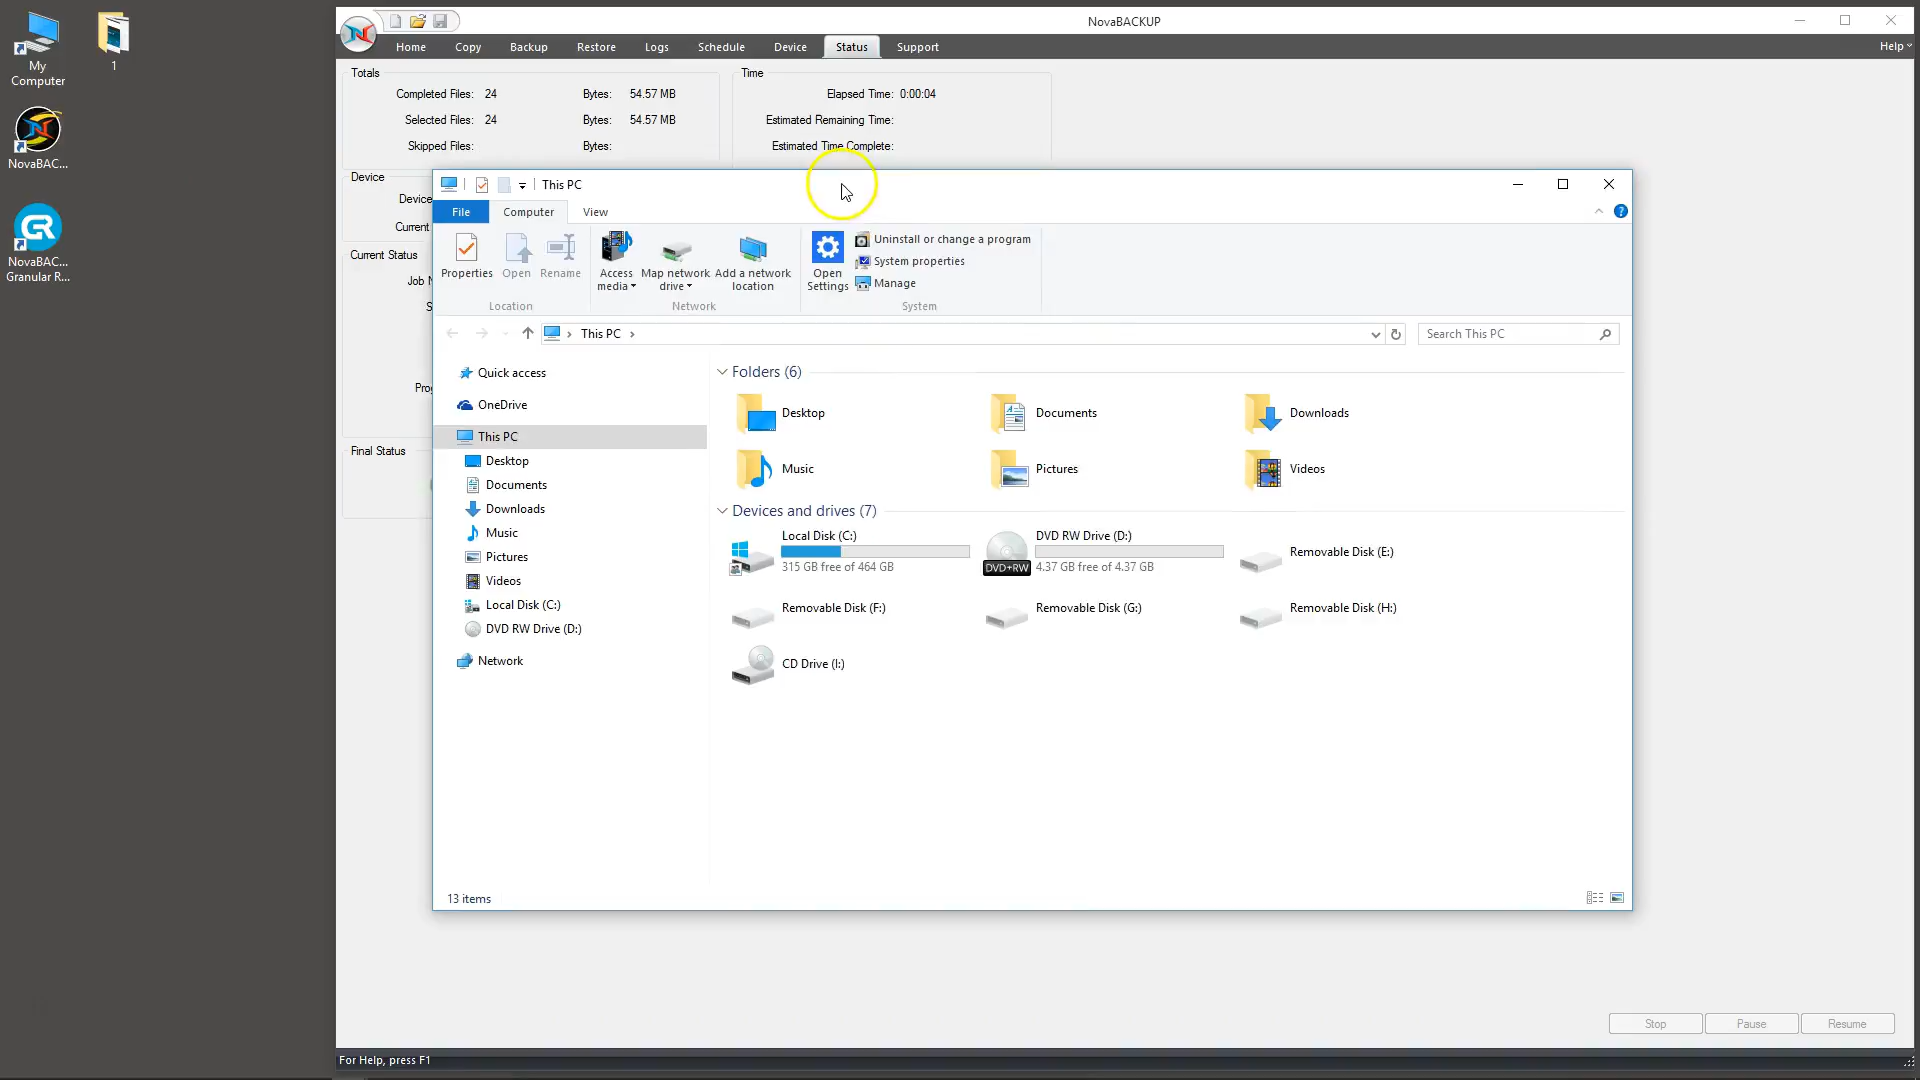 My
Computer
1
NovaBAC...
NovaBAC...
Granular R...
NovaBACKUP
Home Copy Backup Restore Logs Schedule Device Status Support Help
Totals
Completed Files: 24 Bytes: 54.57 MB
Selected Files: 24 Bytes: 54.57 MB
Skipped Files: Bytes:
Time
Elapsed Time: 0:00:04
Estimated Remaining Time:
Estimated Time Complete:
Device
Device
Current
Current Status
Job N
S
Prog
Final Status
This PC
File Computer View
Properties Open Rename
Location
Access
media
Map network
drive
Add a network
location
Network
Open
Settings
Uninstall or change a program
System properties
Manage
System
This PC
Search This PC
Quick access
OneDrive
This PC
Desktop
Documents
Downloads
Music
Pictures
Videos
Local Disk (C:)
DVD RW Drive (D:)
Network
Folders (6)
Desktop Documents Downloads
Music Pictures Videos
Devices and drives (7)
Local Disk (C:)
315 GB free of 464 GB
DVD RW Drive (D:)
DVD+RW
4.37 GB free of 4.37 GB
Removable Disk (E:)
Removable Disk (F:) Removable Disk (G:) Removable Disk (H:)
CD Drive (I:)
13 items
Stop Pause Resume
For Help, press F1